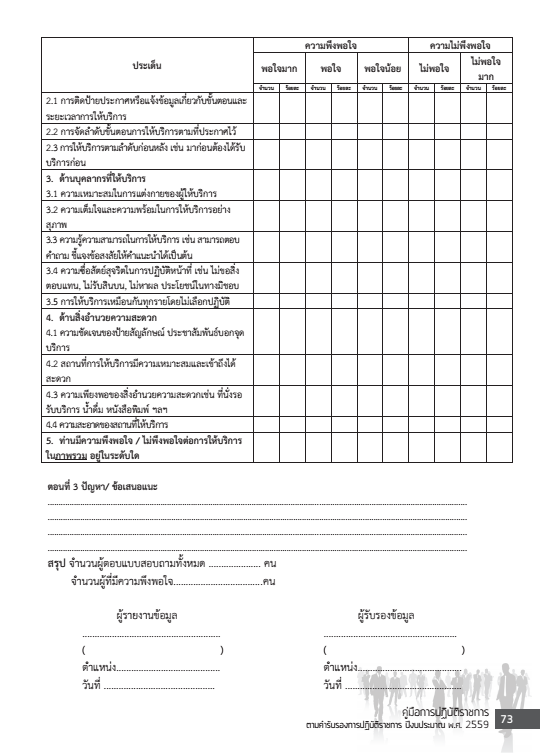 ประเด็น
ความพึงพอใจ ความไม่พึงพอใจ
พอใจมาก พอใจ พอใจน้อย ไม่พอใจ ไม่พอใจ
มาก
จำนวน ร้อยละ จำนวน ร้อยละ จำนวน ร้อยละ จำนวน ร้อยละ จำนวน ร้อยละ
2.1 การติดป้ายประกาศหรือแจ้งข้อมูลเกี่ยวกับขั้นตอนและ
ระยะเวลาการให้บริการ
2.2 การจัดลำดับขั้นตอนการให้บริการตามที่ประกาศไว้
2.3 การให้บริการตามลำดับก่อนหลัง เช่น มาก่อนต้องได้รับ
บริการก่อน
3. ด้านบุคลากรที่ให้บริการ
3.1 ความเหมาะสมในการแต่งกายของผู้ให้บริการ
3.2 ความเต็มใจและความพร้อมในการให้บริการอย่าง
สุภาพ
3.3 ความรู้ความสามารถในการให้บริการ เช่น สามารถตอบ
คำถาม ชี้แจงข้อสงสัยให้คำแนะนำได้เป็นต้น
3.4 ความซื่อสัตย์สุจริตในการปฏิบัติหน้าที่ เช่น ไม่ขอสิ่ง
ตอบแทน, ไม่รับสินบน, ไม่หาผล ประโยชน์ในทางมิชอบ
3.5 การให้บริการเหมือนกันทุกรายโดยไม่เลือกปฏิบัติ
4. ด้านสิ่งอำนวยความสะดวก
4.1 ความชัดเจนของป้ายสัญลักษณ์ ประชาสัมพันธ์บอกจุด
บริการ
4.2 สถานที่การให้บริการมีความเหมาะสมและเข้าถึงได้
สะดวก
4.3 ความเพียงพอของสิ่งอำนวยความสะดวกเช่น ที่นั่งรอ
รับบริการ น้ำดื่ม หนังสือพิมพ์ ฯลฯ
4.4 ความสะอาดของสถานที่ให้บริการ
5. ท่านมีความพึงพอใจ / ไม่พึงพอใจต่อการให้บริการ
ในภาพรวม อยู่ในระดับใด
ตอนที่ 3 ปัญหา/ ข้อเสนอแนะ
สรุป จำนวนผู้ตอบแบบสอบถามทั้งหมด ..................... คน
จำนวนผู้ที่มีความพึงพอใจ...................................คน
ผู้รายงานข้อมูล ผู้รับรองข้อมูล
( ) ( )
ตำแหน่ง.......................................... ตำแหน่ง..........................................
วันที่ ............................................. วันที่ .............................................
คู่มือการปฏิบัติราชการ
ตามคำรับรองการปฏิบัติราชการ ปีงบประมาณ พ.ศ. 2559 73